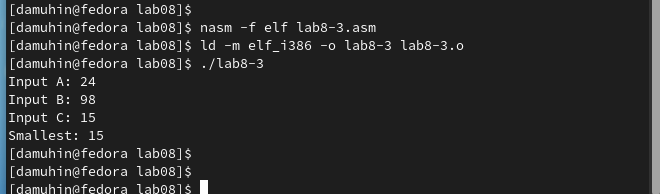 [damuhin@fedora lab08]$
[damuhin@fedora lab08]$ nasm -f elf lab8-3.asm
[damuhin@fedora lab08]$ ld -m elf_i386 -o lab8-3 lab8-3.o
[damuhin@fedora lab08]$ ./lab8-3
Input A: 24
Input B: 98
Input C: 15
Smallest: 15
[damuhin@fedora lab08]$
[damuhin@fedora lab08]$
[damuhin@fedora lab08]$